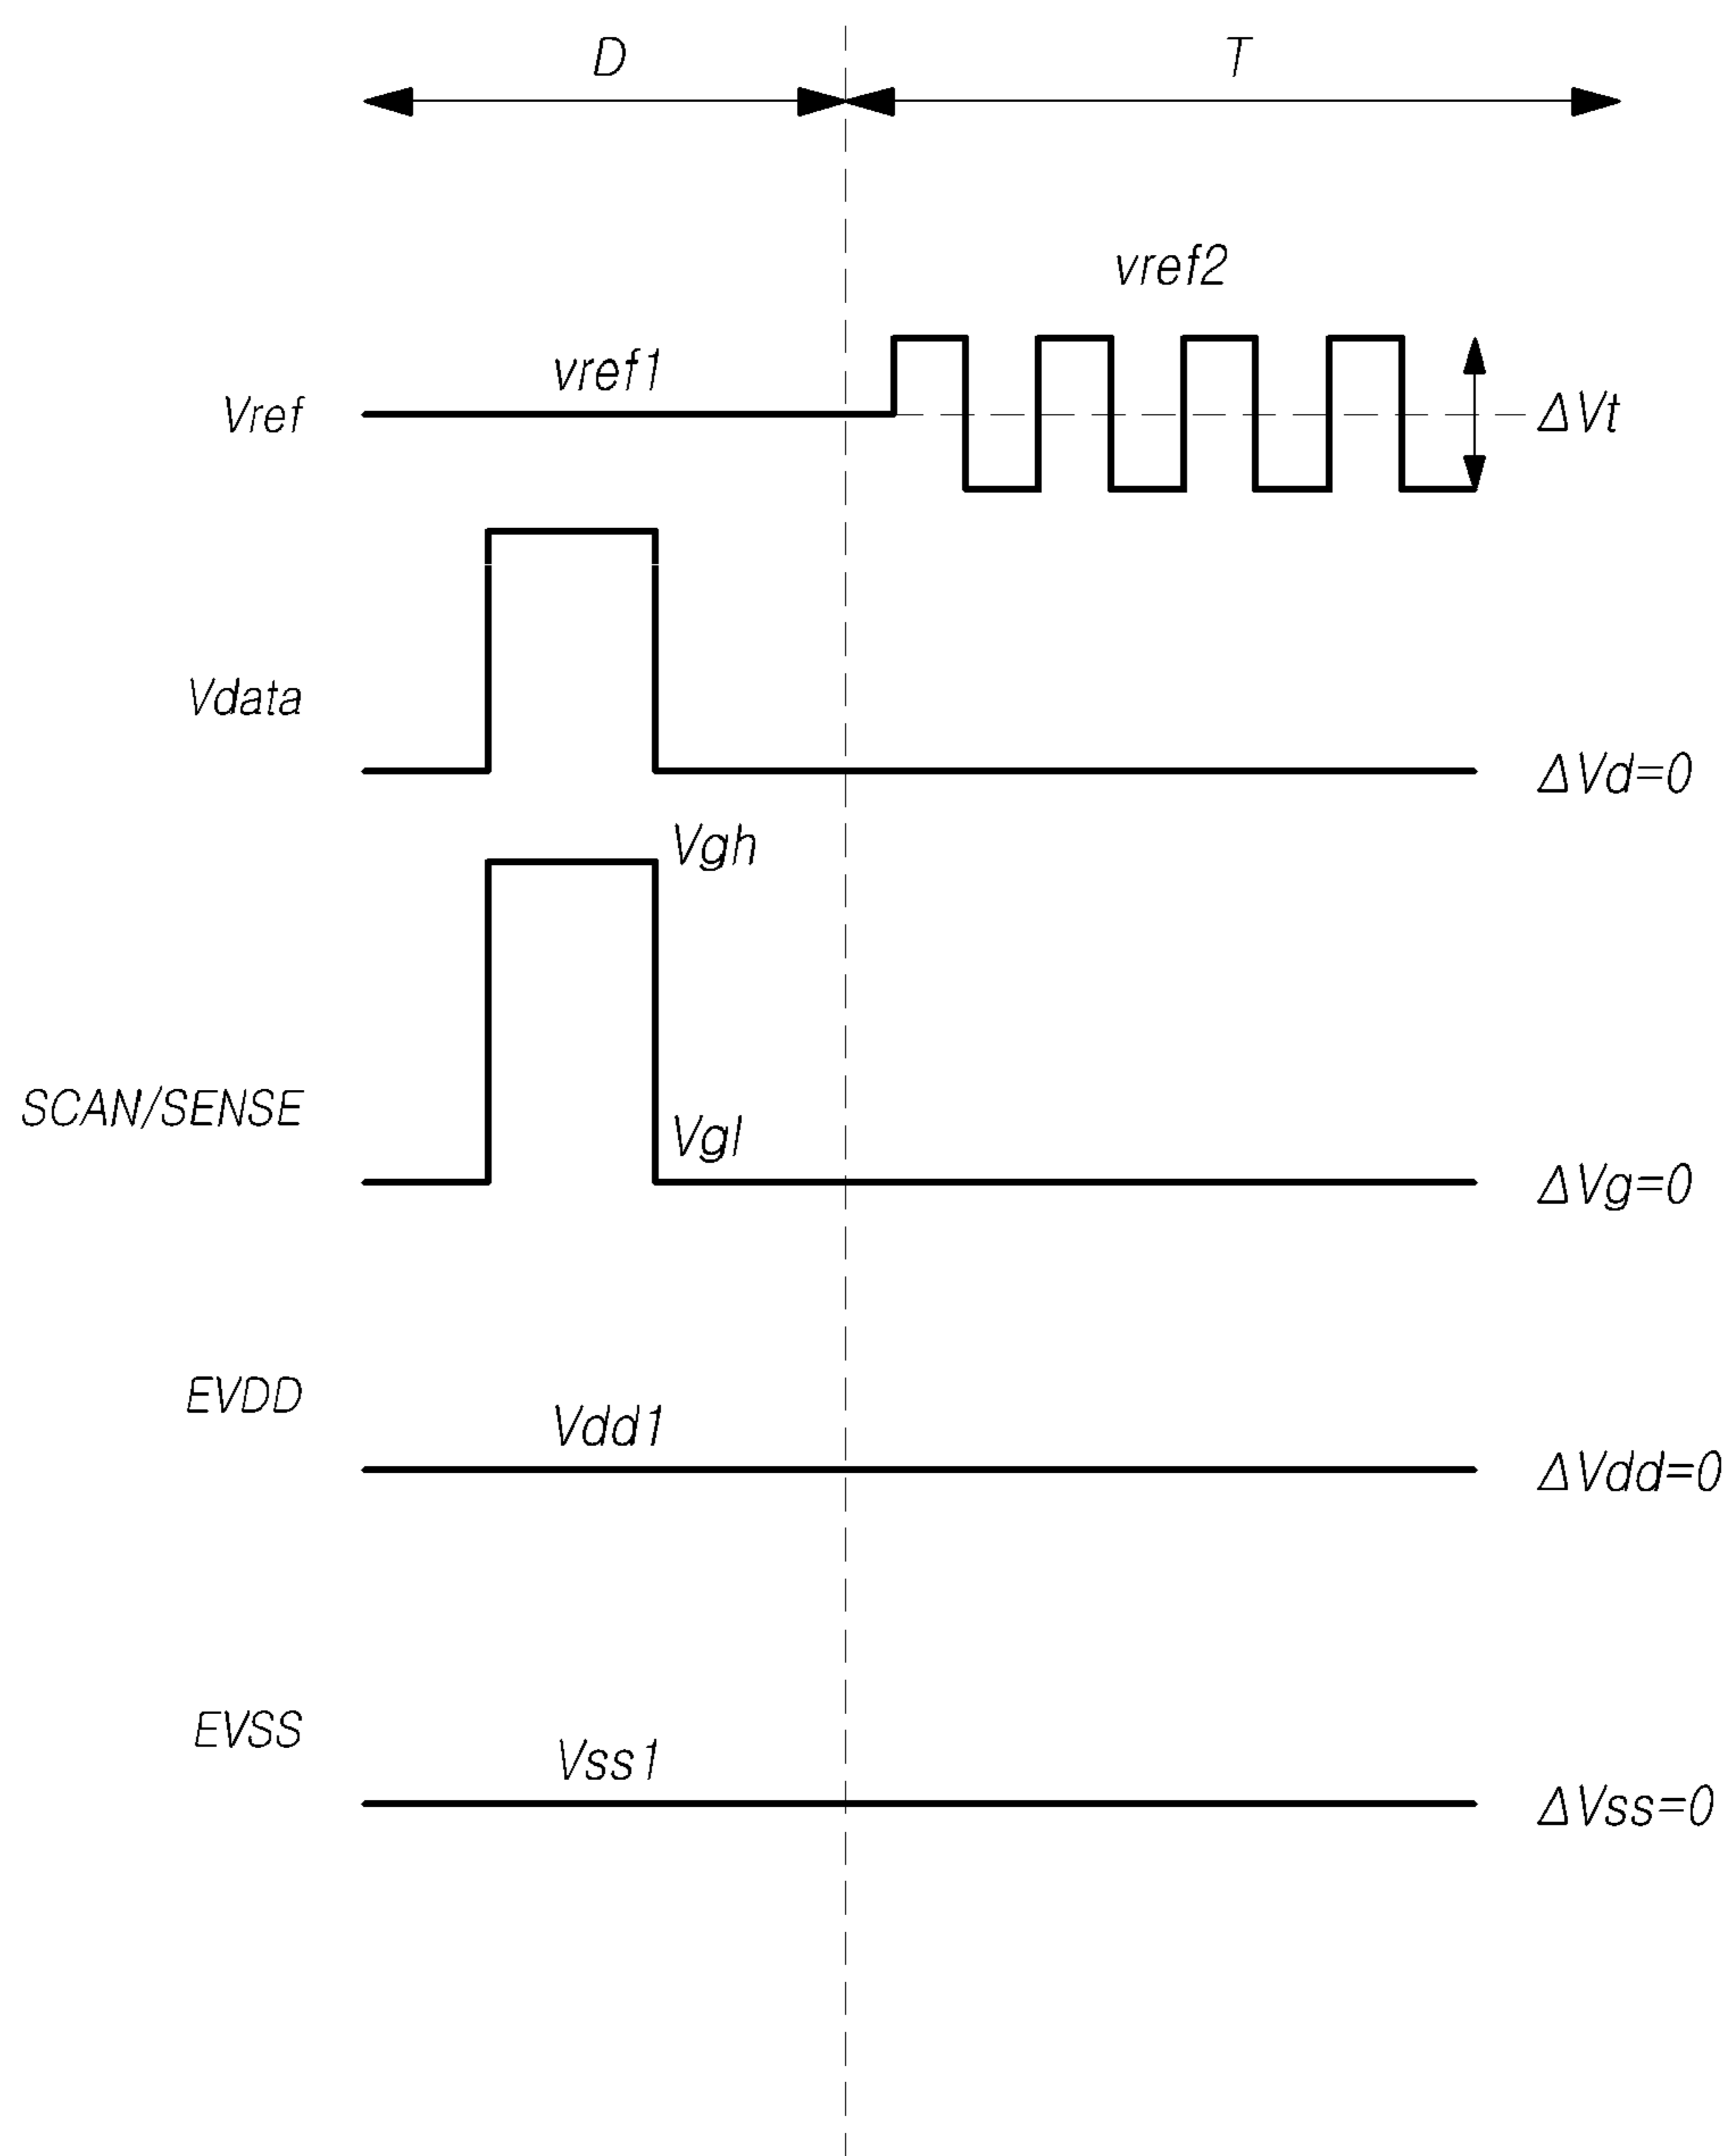 D
T
vref2
vref1
Vref
ΔVt
Vdata
ΔVd=0
Vgh
SCAN/SENSE
Vgl
ΔVg=0
EVDD
Vdd1
ΔVdd=0
EVSS
Vss1
ΔVss=0